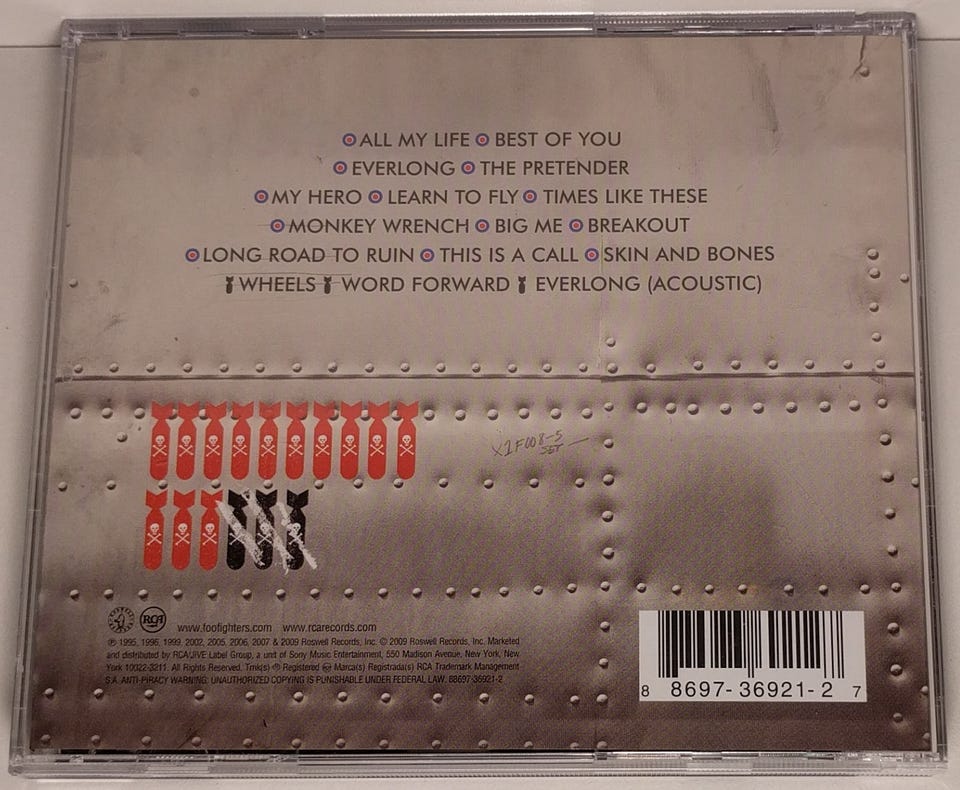 ALL MY LIFE BEST OF YOU
EVERLONG THE PRETENDER
MY HERO LEARN TO FLY TIMES LIKE THESE
MONKEY WRENCH BIG ME BREAKOUT
LONG ROAD TO RUIN THIS IS A CALL SKIN AND BONES
WHEELS WORD FORWARD EVERLONG (ACOUSTIC)
X1F008-5
RCA www.foofighters.com www.rcarecords.com
℗ 1995, 1996, 1999, 2002, 2005, 2006, 2007 & 2009 Roswell Records, Inc. © 2009 Roswell Records, Inc. Marketed
and distributed by RCA/JIVE Label Group, a unit of Sony Music Entertainment, 550 Madison Avenue, New York, New
York 10022-3211. All Rights Reserved. Tmk(s) ® Registered Marca(s) Registrada(s) RCA Trademark Management
S.A. ANTI-PIRACY WARNING: UNAUTHORIZED COPYING IS PUNISHABLE UNDER FEDERAL LAW. 88697-36921-2
8 8697-36921-2 7